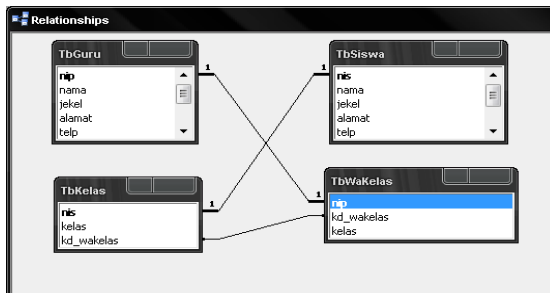 Relationships
TbGuru
nip
nama
jekel
alamat
telp
TbSiswa
nis
nama
jekel
alamat
telp
1
1
TbKelas
nis
kelas
kd_wakelas
TbWaKelas
nip
kd_wakelas
kelas
1
1